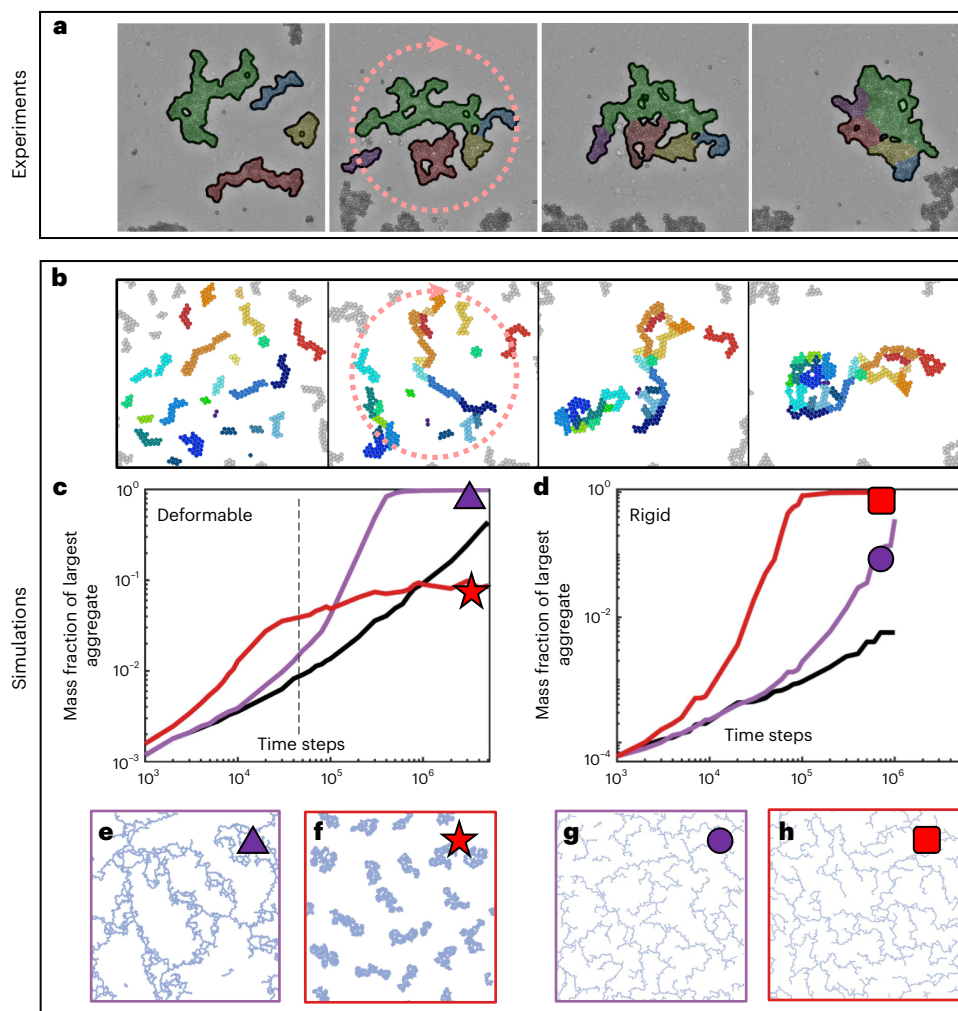 a
Experiments
b
Simulations
c
Deformable
Mass fraction of largest
aggregate
10⁰
10⁻¹
10⁻²
10⁻³
Time steps
10³
10⁴
10⁵
10⁶
d
Rigid
Mass fraction of largest
aggregate
10⁰
10⁻²
10⁻⁴
Time steps
10³
10⁴
10⁵
10⁶
e
f
g
h